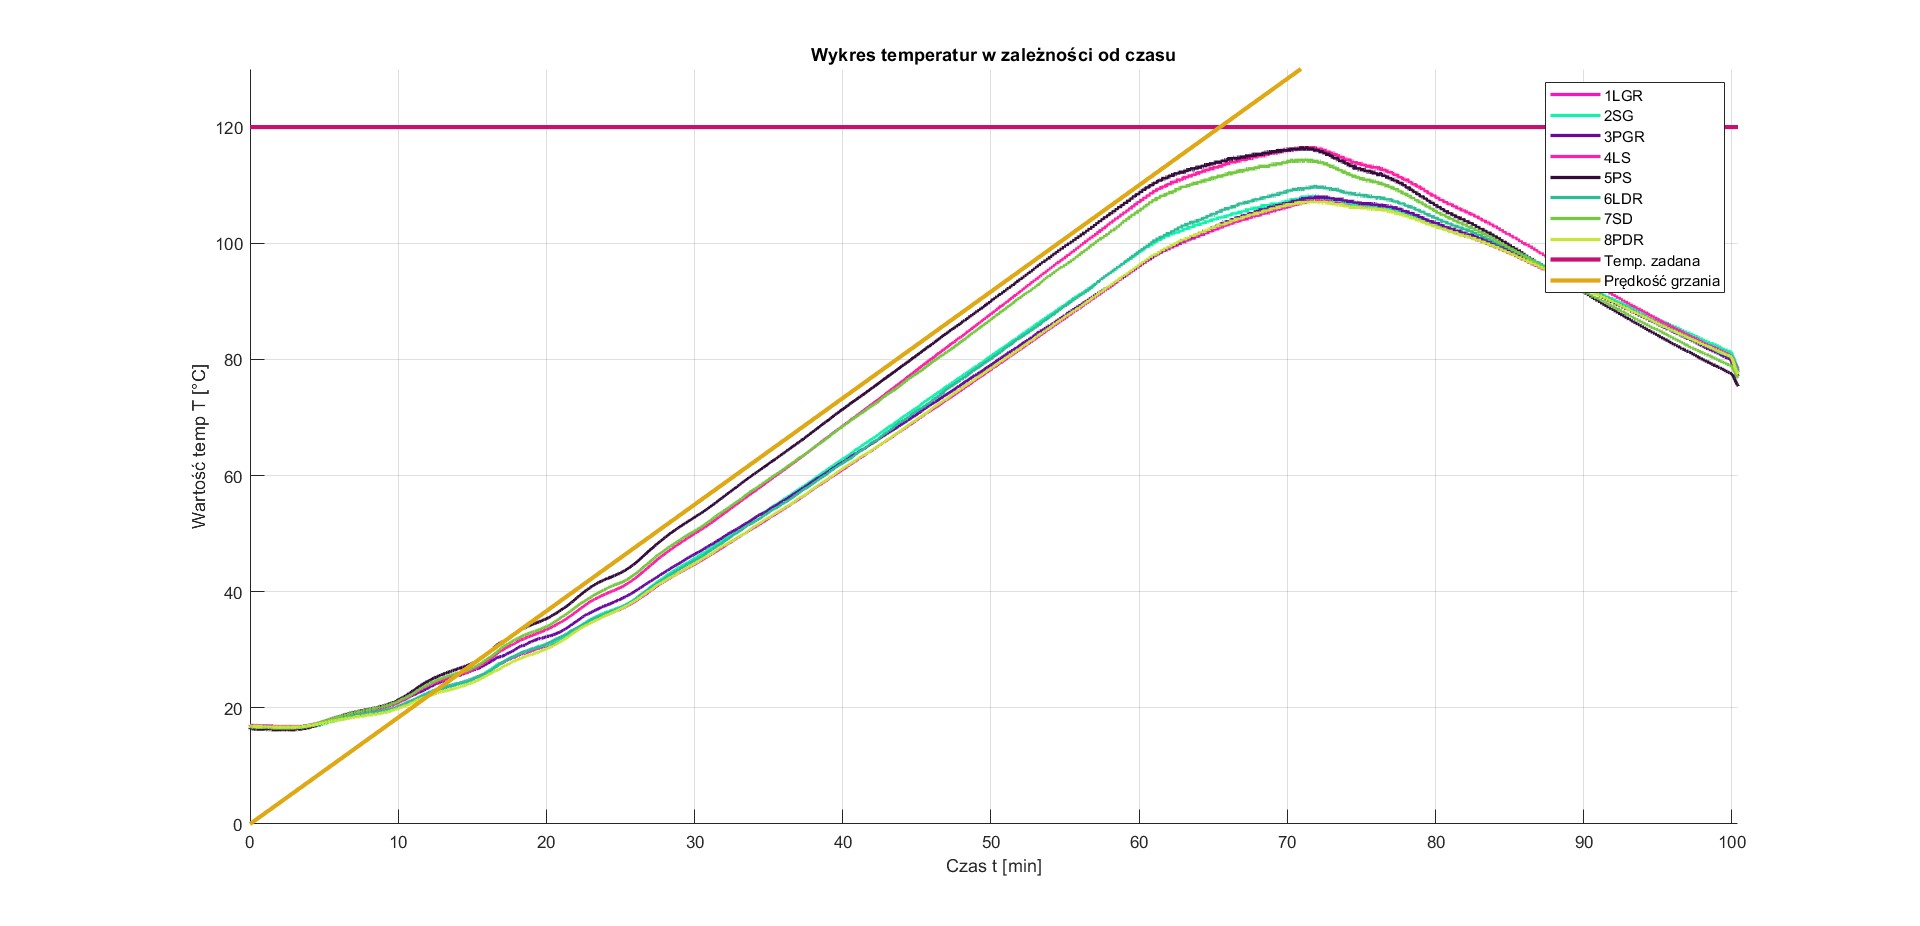 Wykres temperatur w zależności od czasu
1LGR
2SG
3PGR
4LS
5PS
6LDR
7SD
8PDR
Temp. zadana
Prędkość grzania
120
100
80
60
40
20
0
Wartość temp T [°C]
0 10 20 30 40 50 60 70 80 90 100
Czas t [min]